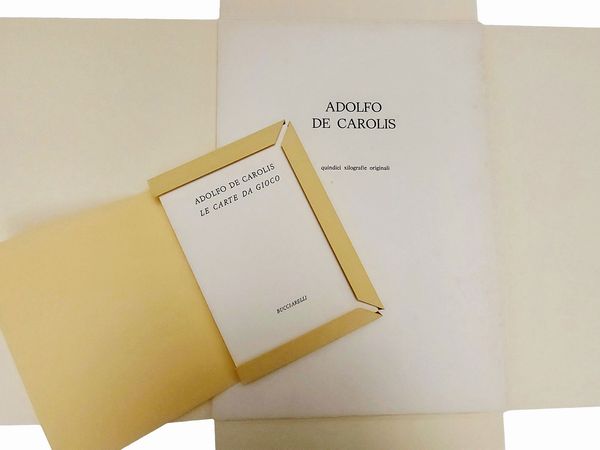 ADOLFO
DE CAROLIS
quindici xilografie originali
ADOLFO DE CAROLIS
LE CARTE DA GIOCO
BUCCIARELLI